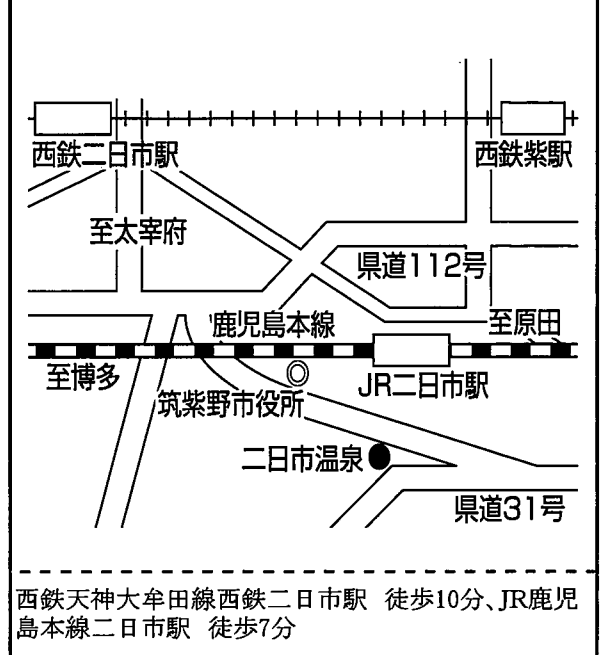 西鉄二日市駅
西鉄紫駅
至太宰府
県道112号
鹿児島本線
至原田
至博多
JR二日市駅
筑紫野市役所
二日市温泉
県道31号
西鉄天神大牟田線西鉄二日市駅 徒歩10分、JR鹿児
島本線二日市駅 徒歩7分